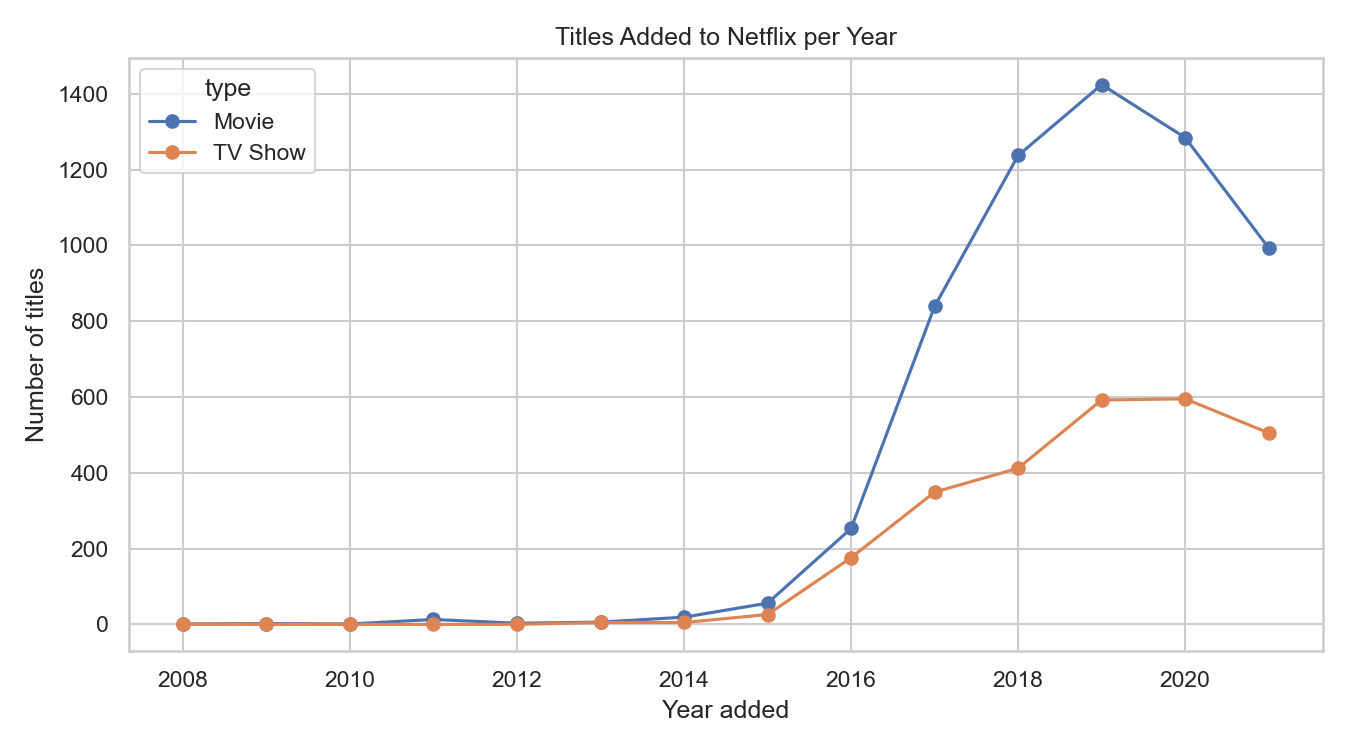 Titles Added to Netflix per Year
type
Movie
TV Show
Number of titles
1400
1200
1000
800
600
400
200
0
2008 2010 2012 2014 2016 2018 2020
Year added